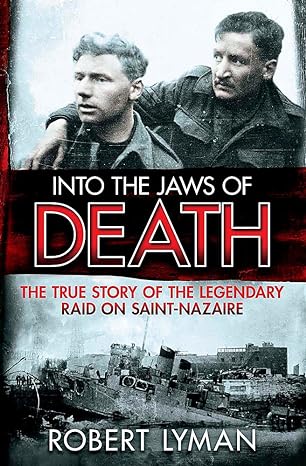 INTO THE JAWS OF
DEATH
THE TRUE STORY OF THE LEGENDARY
RAID ON SAINT-NAZAIRE
ROBERT LYMAN